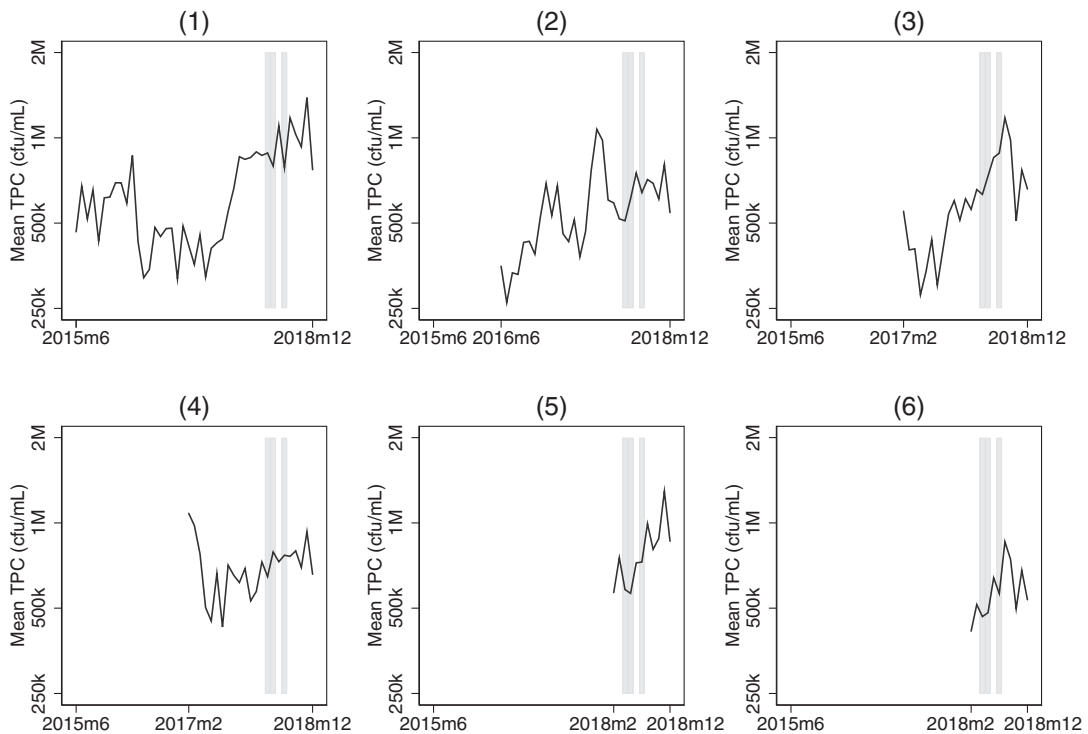 (1)
Mean TPC (cfu/mL)
2M
1M
500k
250k
2015m6
2018m12
(2)
Mean TPC (cfu/mL)
2M
1M
500k
250k
2015m6 2016m6
2018m12
(3)
Mean TPC (cfu/mL)
2M
1M
500k
250k
2015m6
2017m2
2018m12
(4)
Mean TPC (cfu/mL)
2M
1M
500k
250k
2015m6
2017m2
2018m12
(5)
Mean TPC (cfu/mL)
2M
1M
500k
250k
2015m6
2018m2
2018m12
(6)
Mean TPC (cfu/mL)
2M
1M
500k
250k
2015m6
2018m2
2018m12